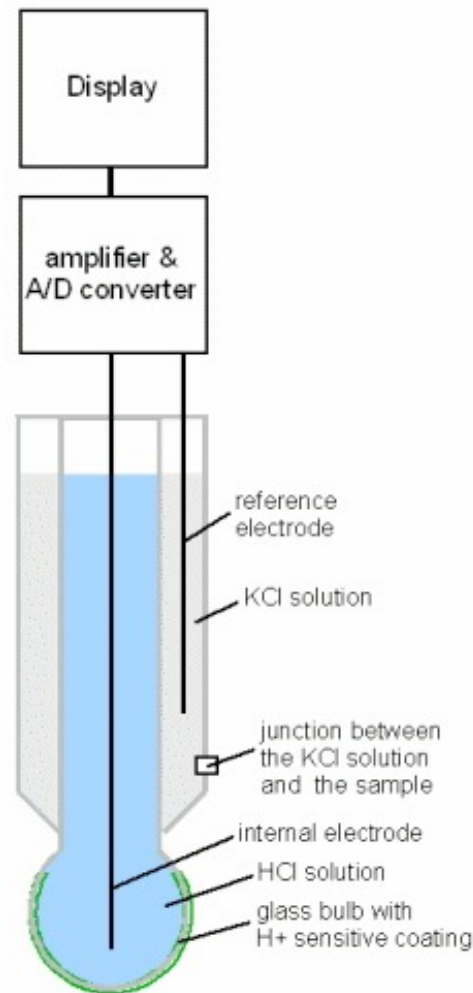 Display
amplifier &
A/D converter
reference
electrode
KCl solution
junction between
the KCl solution
and the sample
internal electrode
HCl solution
glass bulb with
H+ sensitive coating